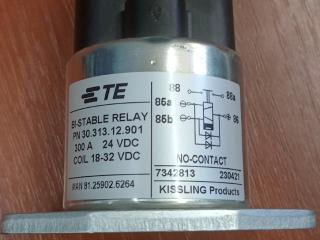 TE
BI-STABLE RELAY
PN 30.313.12.901
300 A 24 VDC
COIL 18-32 VDC
88
88a
85a
85b
86
NO-CONTACT
7342813 230421
MAN 81.25902.6264 KISSLING Products